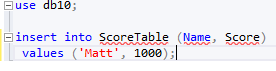 use db10;
insert into ScoreTable (Name, Score)
values ('Matt', 1000);